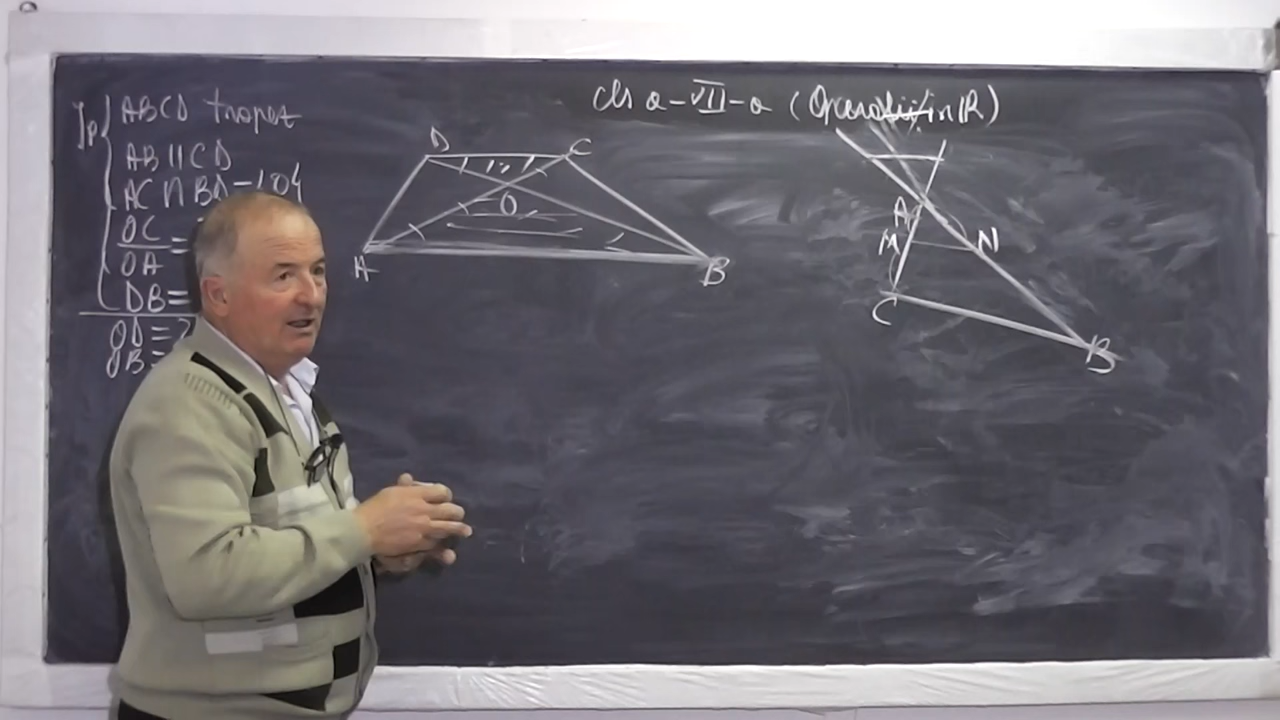 cls a-VII-a (Operații în ℝ)
Ip
ABCD trapez
AB||CD
AC∩BD={O}
OC
OA =
DB=
OD=?
OB=
D C
O
A B
A
M N
C
B